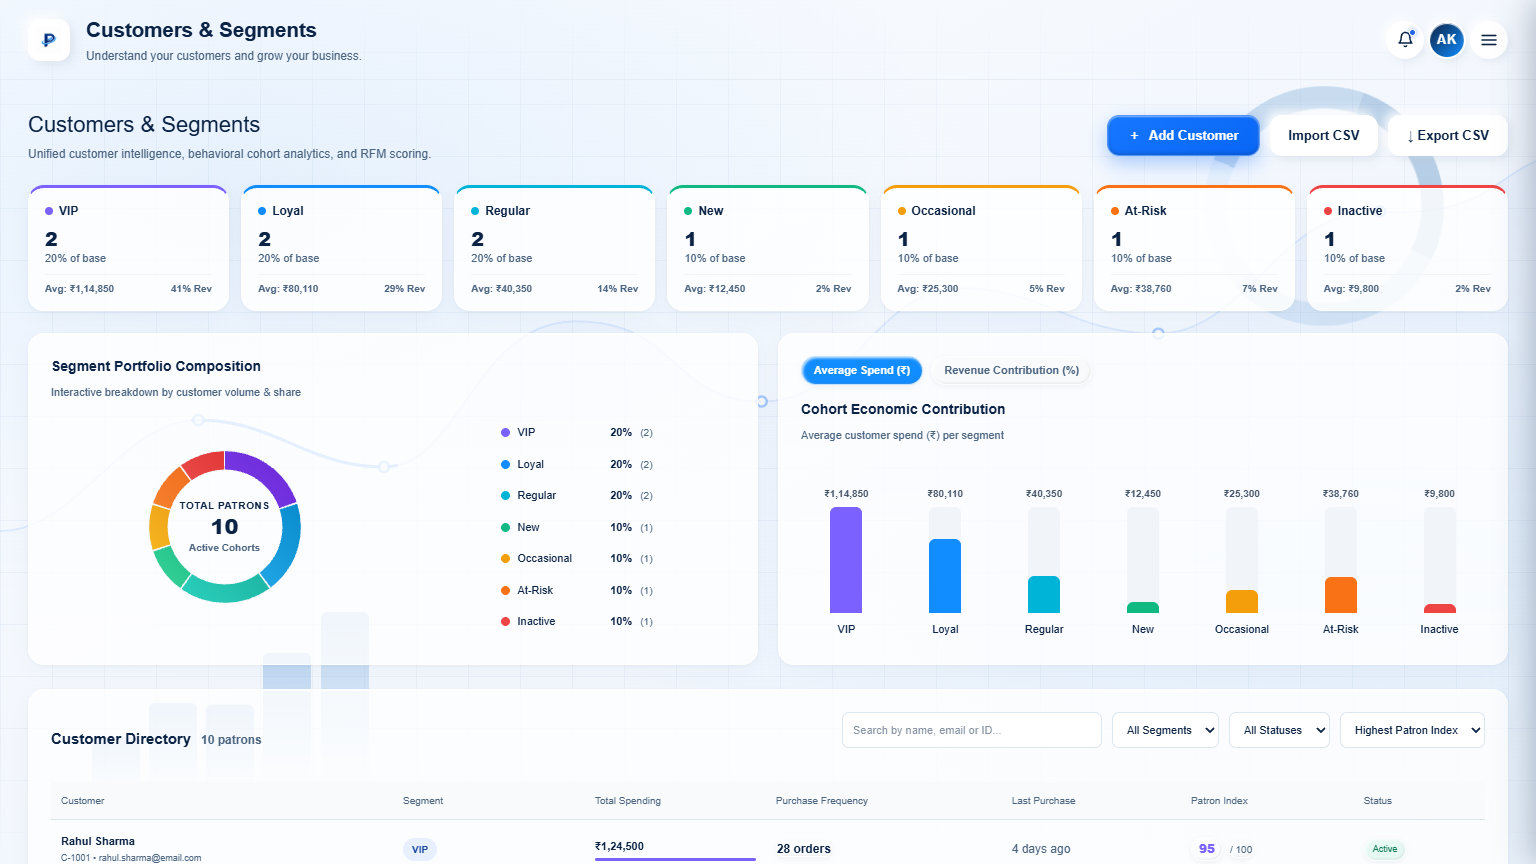 P
Customers & Segments
Understand your customers and grow your business.
AK
Customers & Segments
Unified customer intelligence, behavioral cohort analytics, and RFM scoring.
+ Add Customer
Import CSV
↓ Export CSV
VIP
2
20% of base
Avg: ₹1,14,850 41% Rev
Loyal
2
20% of base
Avg: ₹80,110 29% Rev
Regular
2
20% of base
Avg: ₹40,350 14% Rev
New
1
10% of base
Avg: ₹12,450 2% Rev
Occasional
1
10% of base
Avg: ₹25,300 5% Rev
At-Risk
1
10% of base
Avg: ₹38,760 7% Rev
Inactive
1
10% of base
Avg: ₹9,800 2% Rev
Segment Portfolio Composition
Interactive breakdown by customer volume & share
TOTAL PATRONS
10
Active Cohorts
VIP 20% (2)
Loyal 20% (2)
Regular 20% (2)
New 10% (1)
Occasional 10% (1)
At-Risk 10% (1)
Inactive 10% (1)
Average Spend (₹) Revenue Contribution (%)
Cohort Economic Contribution
Average customer spend (₹) per segment
₹1,14,850 ₹80,110 ₹40,350 ₹12,450 ₹25,300 ₹38,760 ₹9,800
VIP Loyal Regular New Occasional At-Risk Inactive
Customer Directory 10 patrons
Search by name, email or ID...
All Segments
All Statuses
Highest Patron Index
Customer Segment Total Spending Purchase Frequency Last Purchase Patron Index Status
Rahul Sharma
C-1001 • rahul.sharma@email.com
VIP
₹1,24,500
28 orders
4 days ago
95 / 100
Active